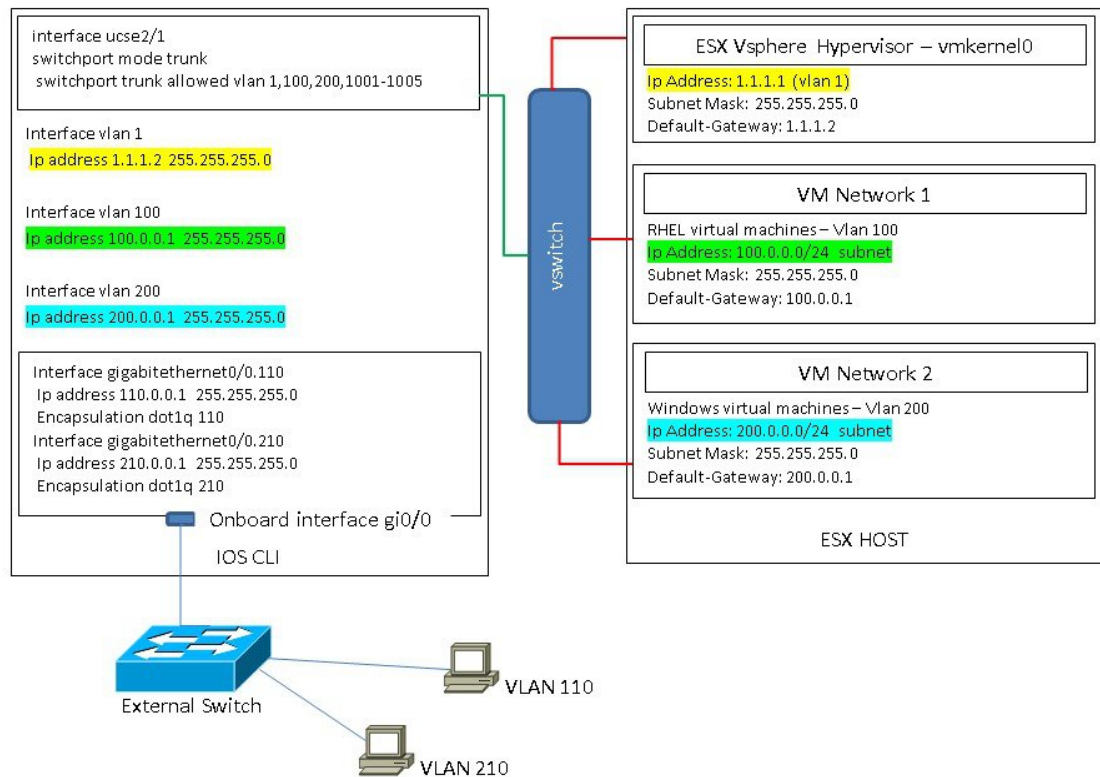 interface ucse2/1
switchport mode trunk
switchport trunk allowed vlan 1,100,200,1001-1005
Interface vlan 1
Ip address 1.1.1.2 255.255.255.0
Interface vlan 100
Ip address 100.0.0.1 255.255.255.0
Interface vlan 200
Ip address 200.0.0.1 255.255.255.0
Interface gigabitethernet0/0.110
Ip address 110.0.0.1 255.255.255.0
Encapsulation dot1q 110
Interface gigabitethernet0/0.210
Ip address 210.0.0.1 255.255.255.0
Encapsulation dot1q 210
Onboard interface gi0/0
IOS CLI
vswitch
ESX Vsphere Hypervisor – vmkernel0
Ip Address: 1.1.1.1 (vlan 1)
Subnet Mask: 255.255.255.0
Default-Gateway: 1.1.1.2
VM Network 1
RHEL virtual machines – Vlan 100
Ip Address: 100.0.0.0/24 subnet
Subnet Mask: 255.255.255.0
Default-Gateway: 100.0.0.1
VM Network 2
Windows virtual machines – Vlan 200
Ip Address: 200.0.0.0/24 subnet
Subnet Mask: 255.255.255.0
Default-Gateway: 200.0.0.1
ESX HOST
External Switch
VLAN 110
VLAN 210